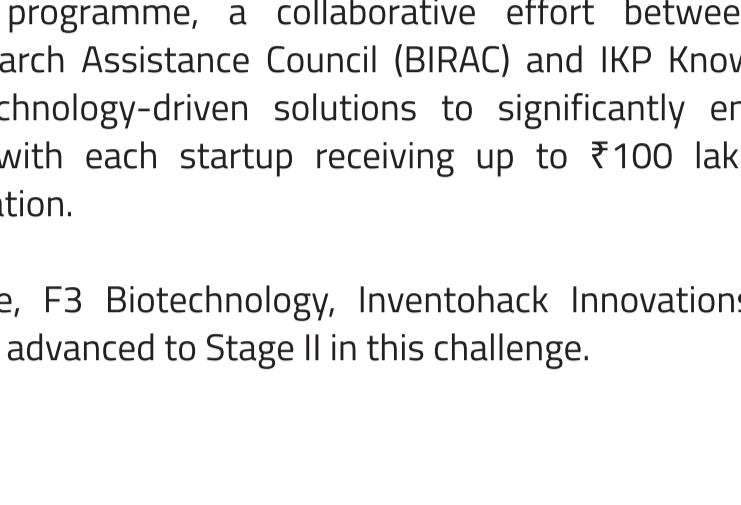 programme, a collaborative effort betwee
arch Assistance Council (BIRAC) and IKP Know
chnology-driven solutions to significantly en
with each startup receiving up to ₹100 lak
ation.
e, F3 Biotechnology, Inventohack Innovations
advanced to Stage II in this challenge.